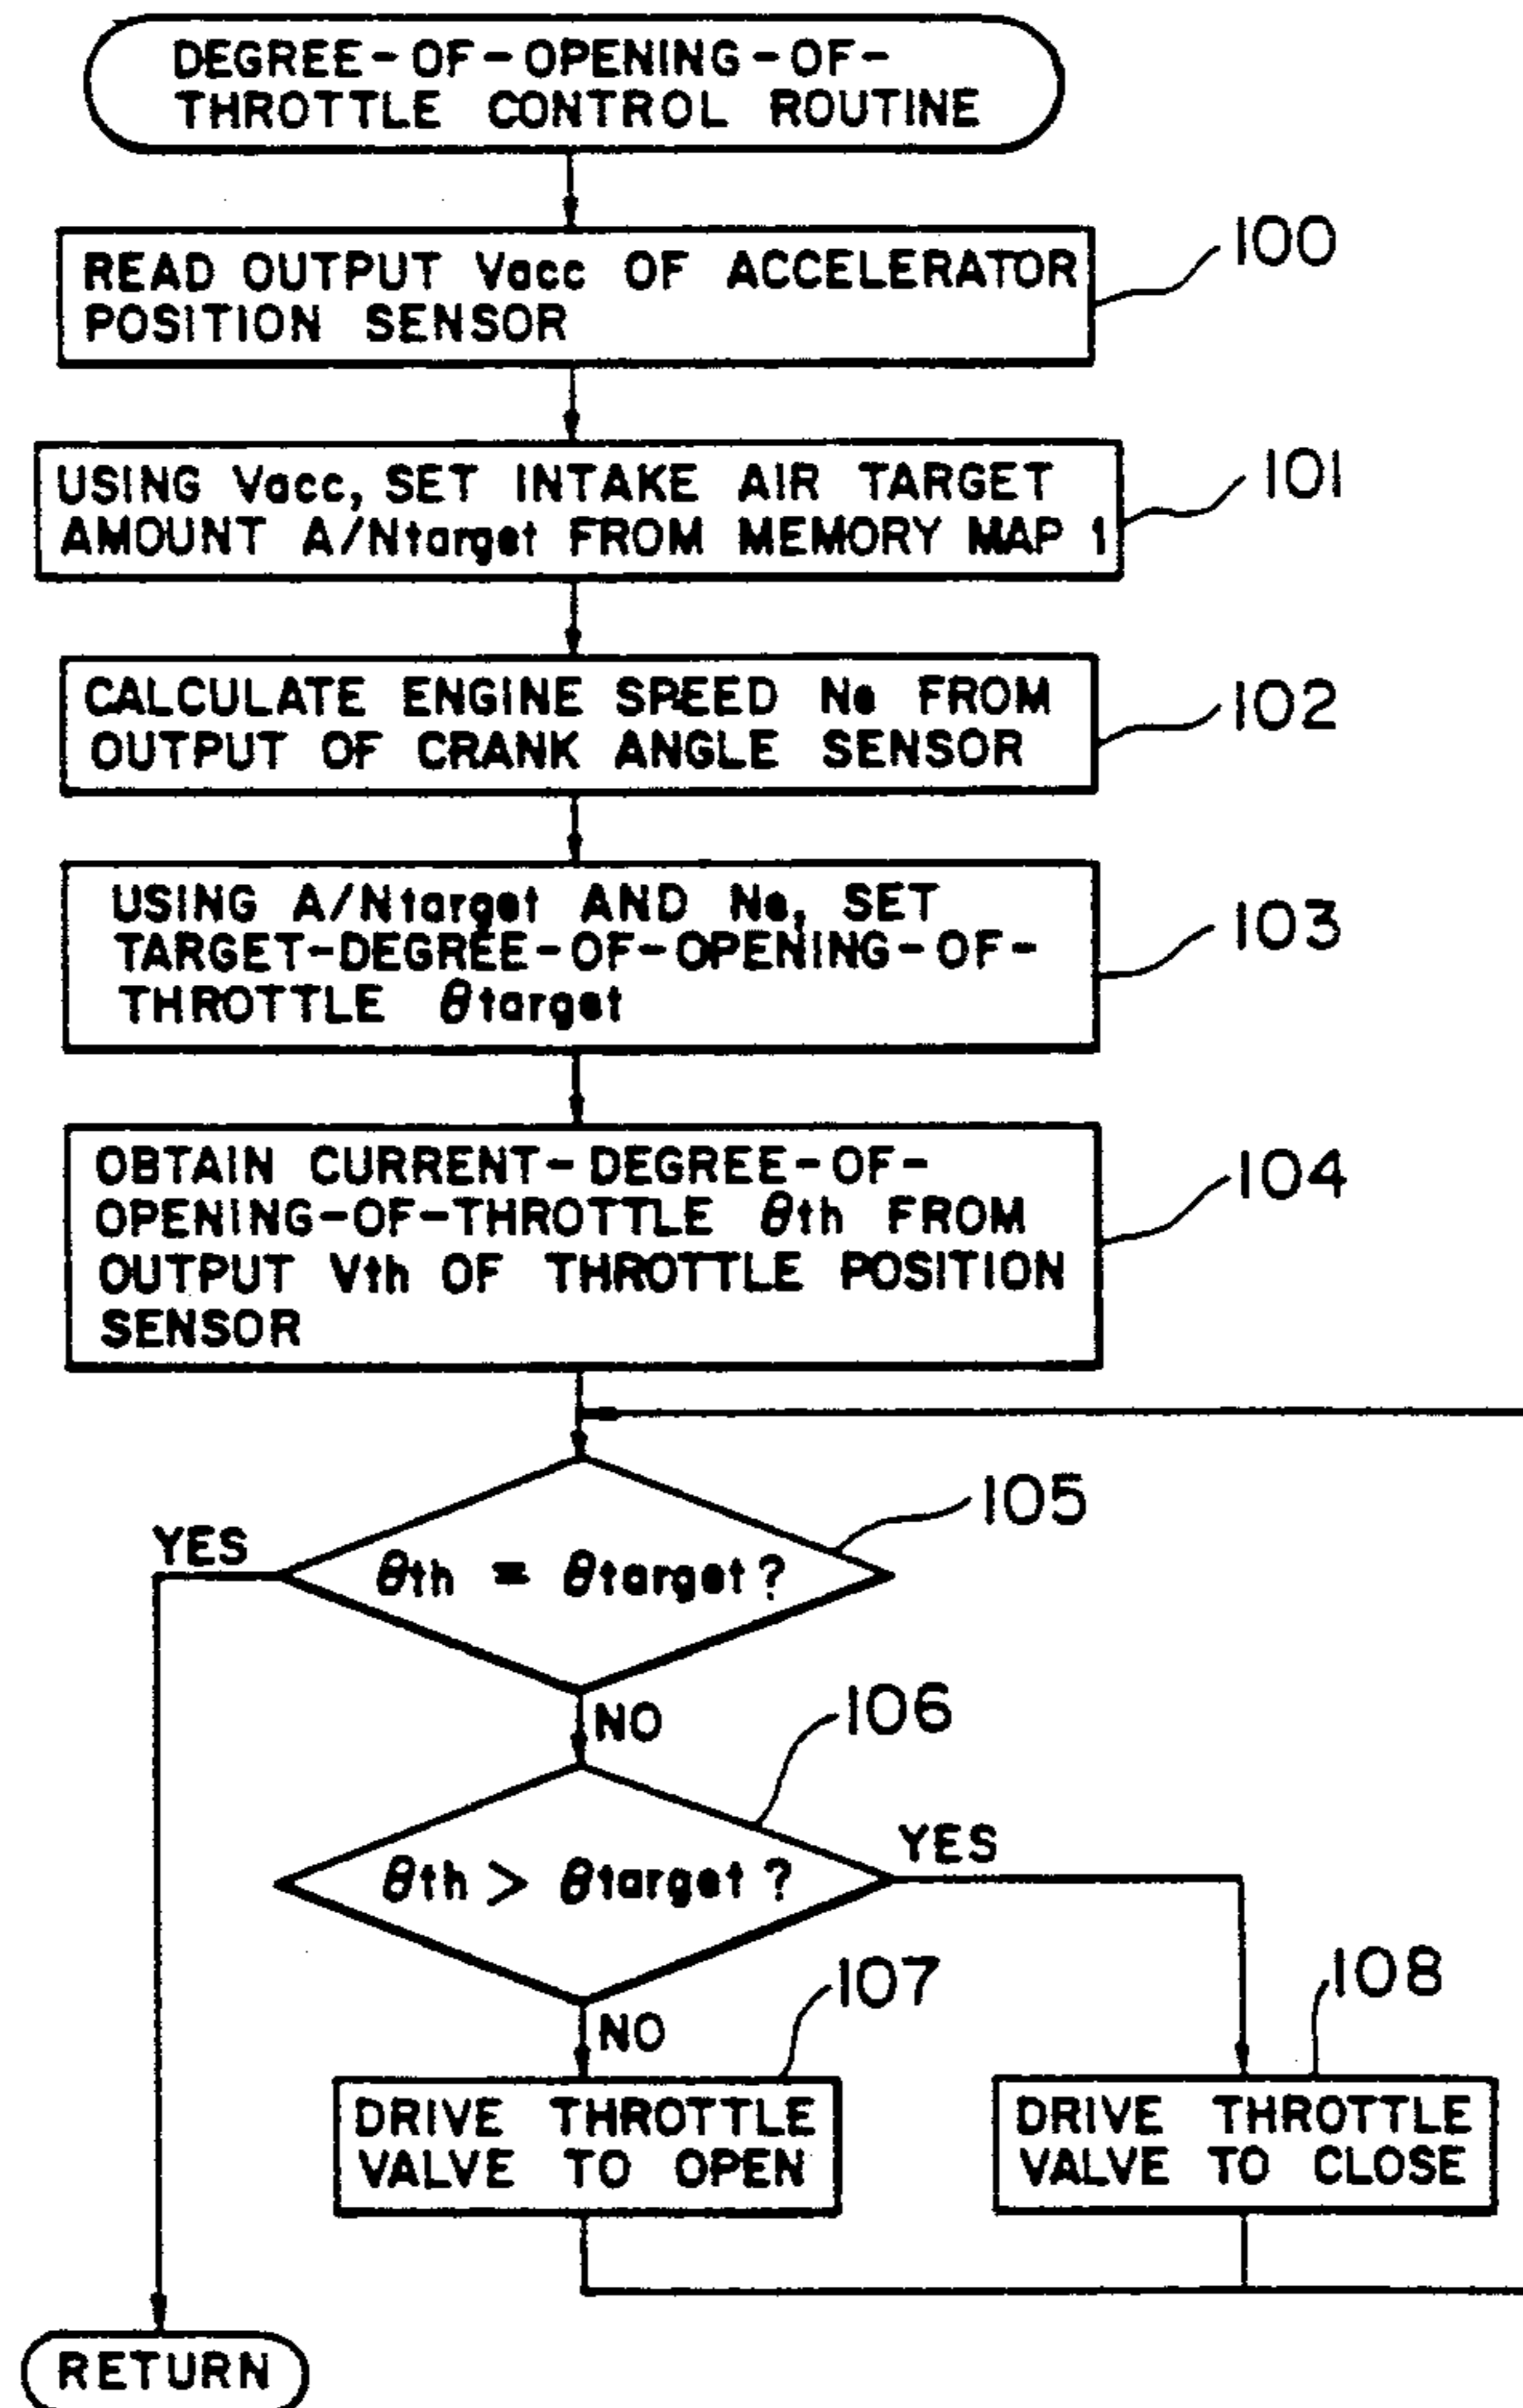 DEGREE-OF-OPENING-OF-
THROTTLE CONTROL ROUTINE
READ OUTPUT Vacc OF ACCELERATOR
POSITION SENSOR
100
USING Vacc, SET INTAKE AIR TARGET
AMOUNT A/Ntarget FROM MEMORY MAP 1
101
CALCULATE ENGINE SPEED Ne FROM
OUTPUT OF CRANK ANGLE SENSOR
102
USING A/Ntarget AND Ne, SET
TARGET-DEGREE-OF-OPENING-OF-
THROTTLE θtarget
103
OBTAIN CURRENT-DEGREE-OF-
OPENING-OF-THROTTLE θth FROM
OUTPUT Vth OF THROTTLE POSITION
SENSOR
104
105
YES
θth = θtarget?
NO
106
θth > θtarget?
YES
NO
107
108
DRIVE THROTTLE
VALVE TO OPEN
DRIVE THROTTLE
VALVE TO CLOSE
RETURN